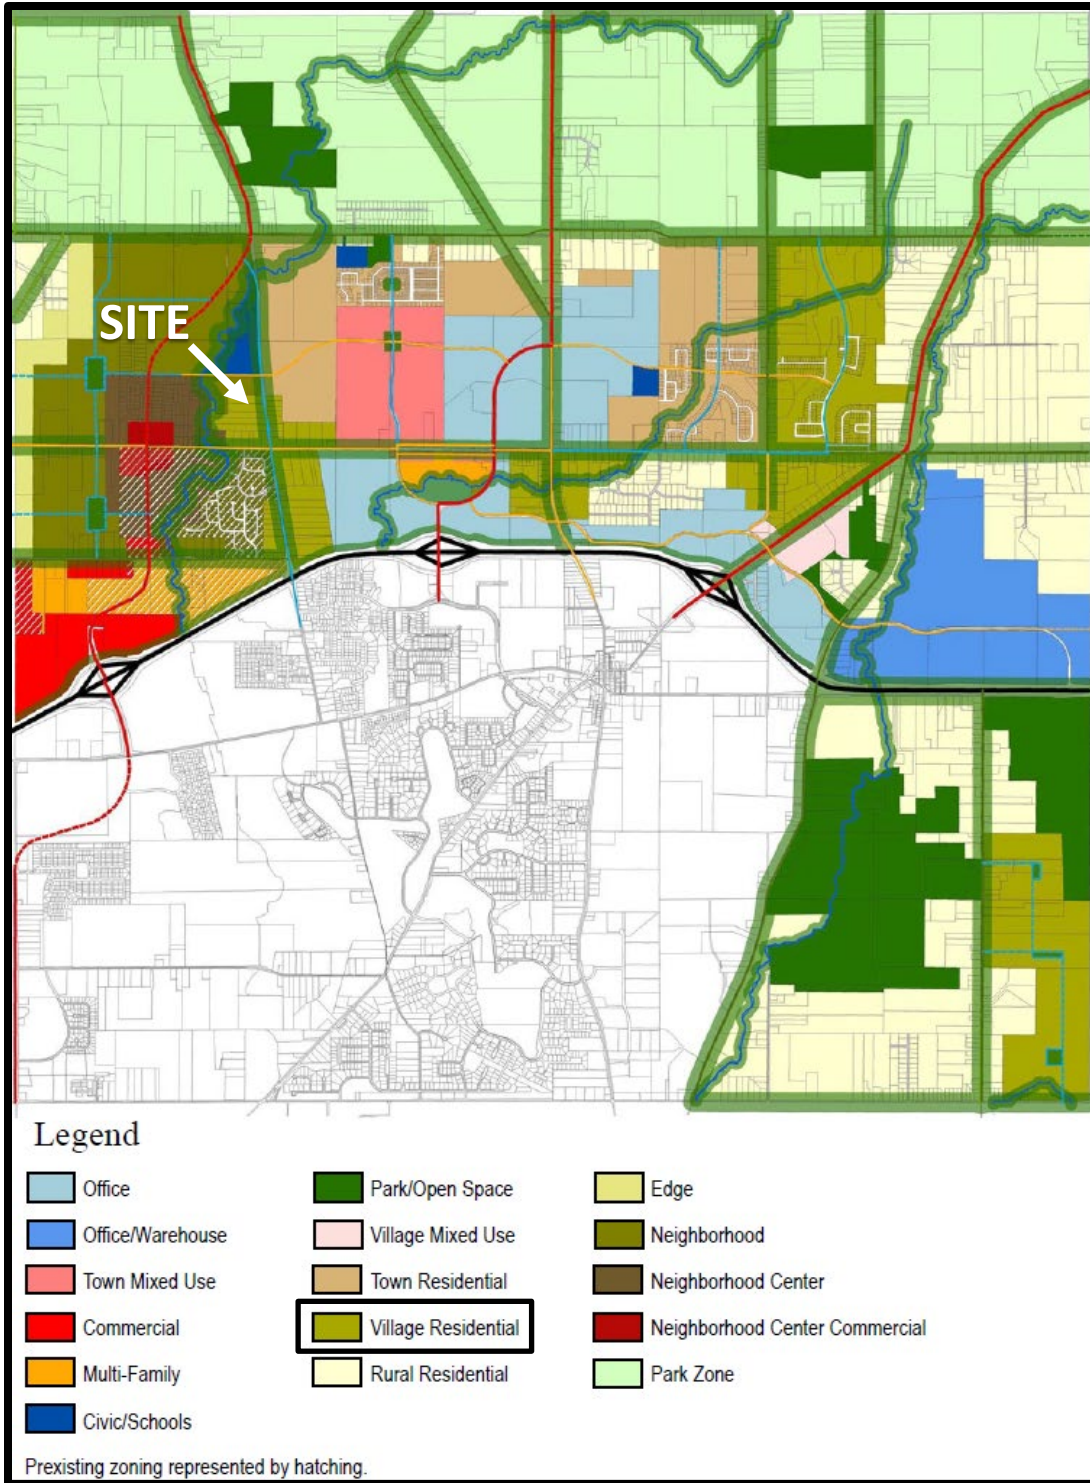 SITE
Legend
Office
Park/Open Space
Edge
Office/Warehouse
Village Mixed Use
Neighborhood
Town Mixed Use
Town Residential
Neighborhood Center
Commercial
Village Residential
Neighborhood Center Commercial
Multi-Family
Rural Residential
Park Zone
Civic/Schools
Prexisting zoning represented by hatching.